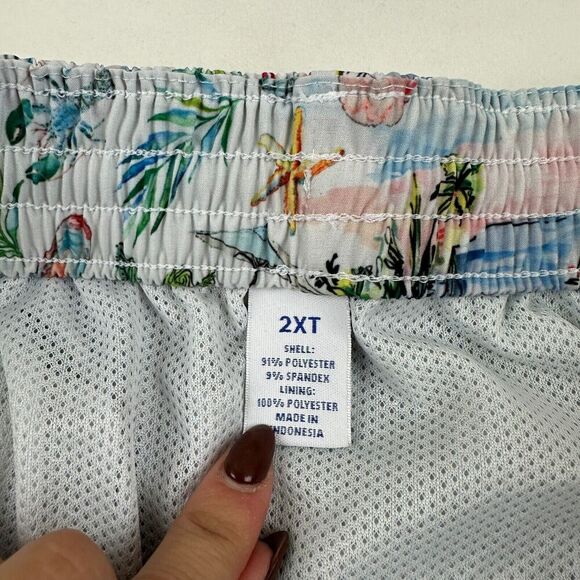 2XT
SHELL:
91% POLYESTER
9% SPANDEX
LINING:
100% POLYESTER
MADE IN
INDONESIA